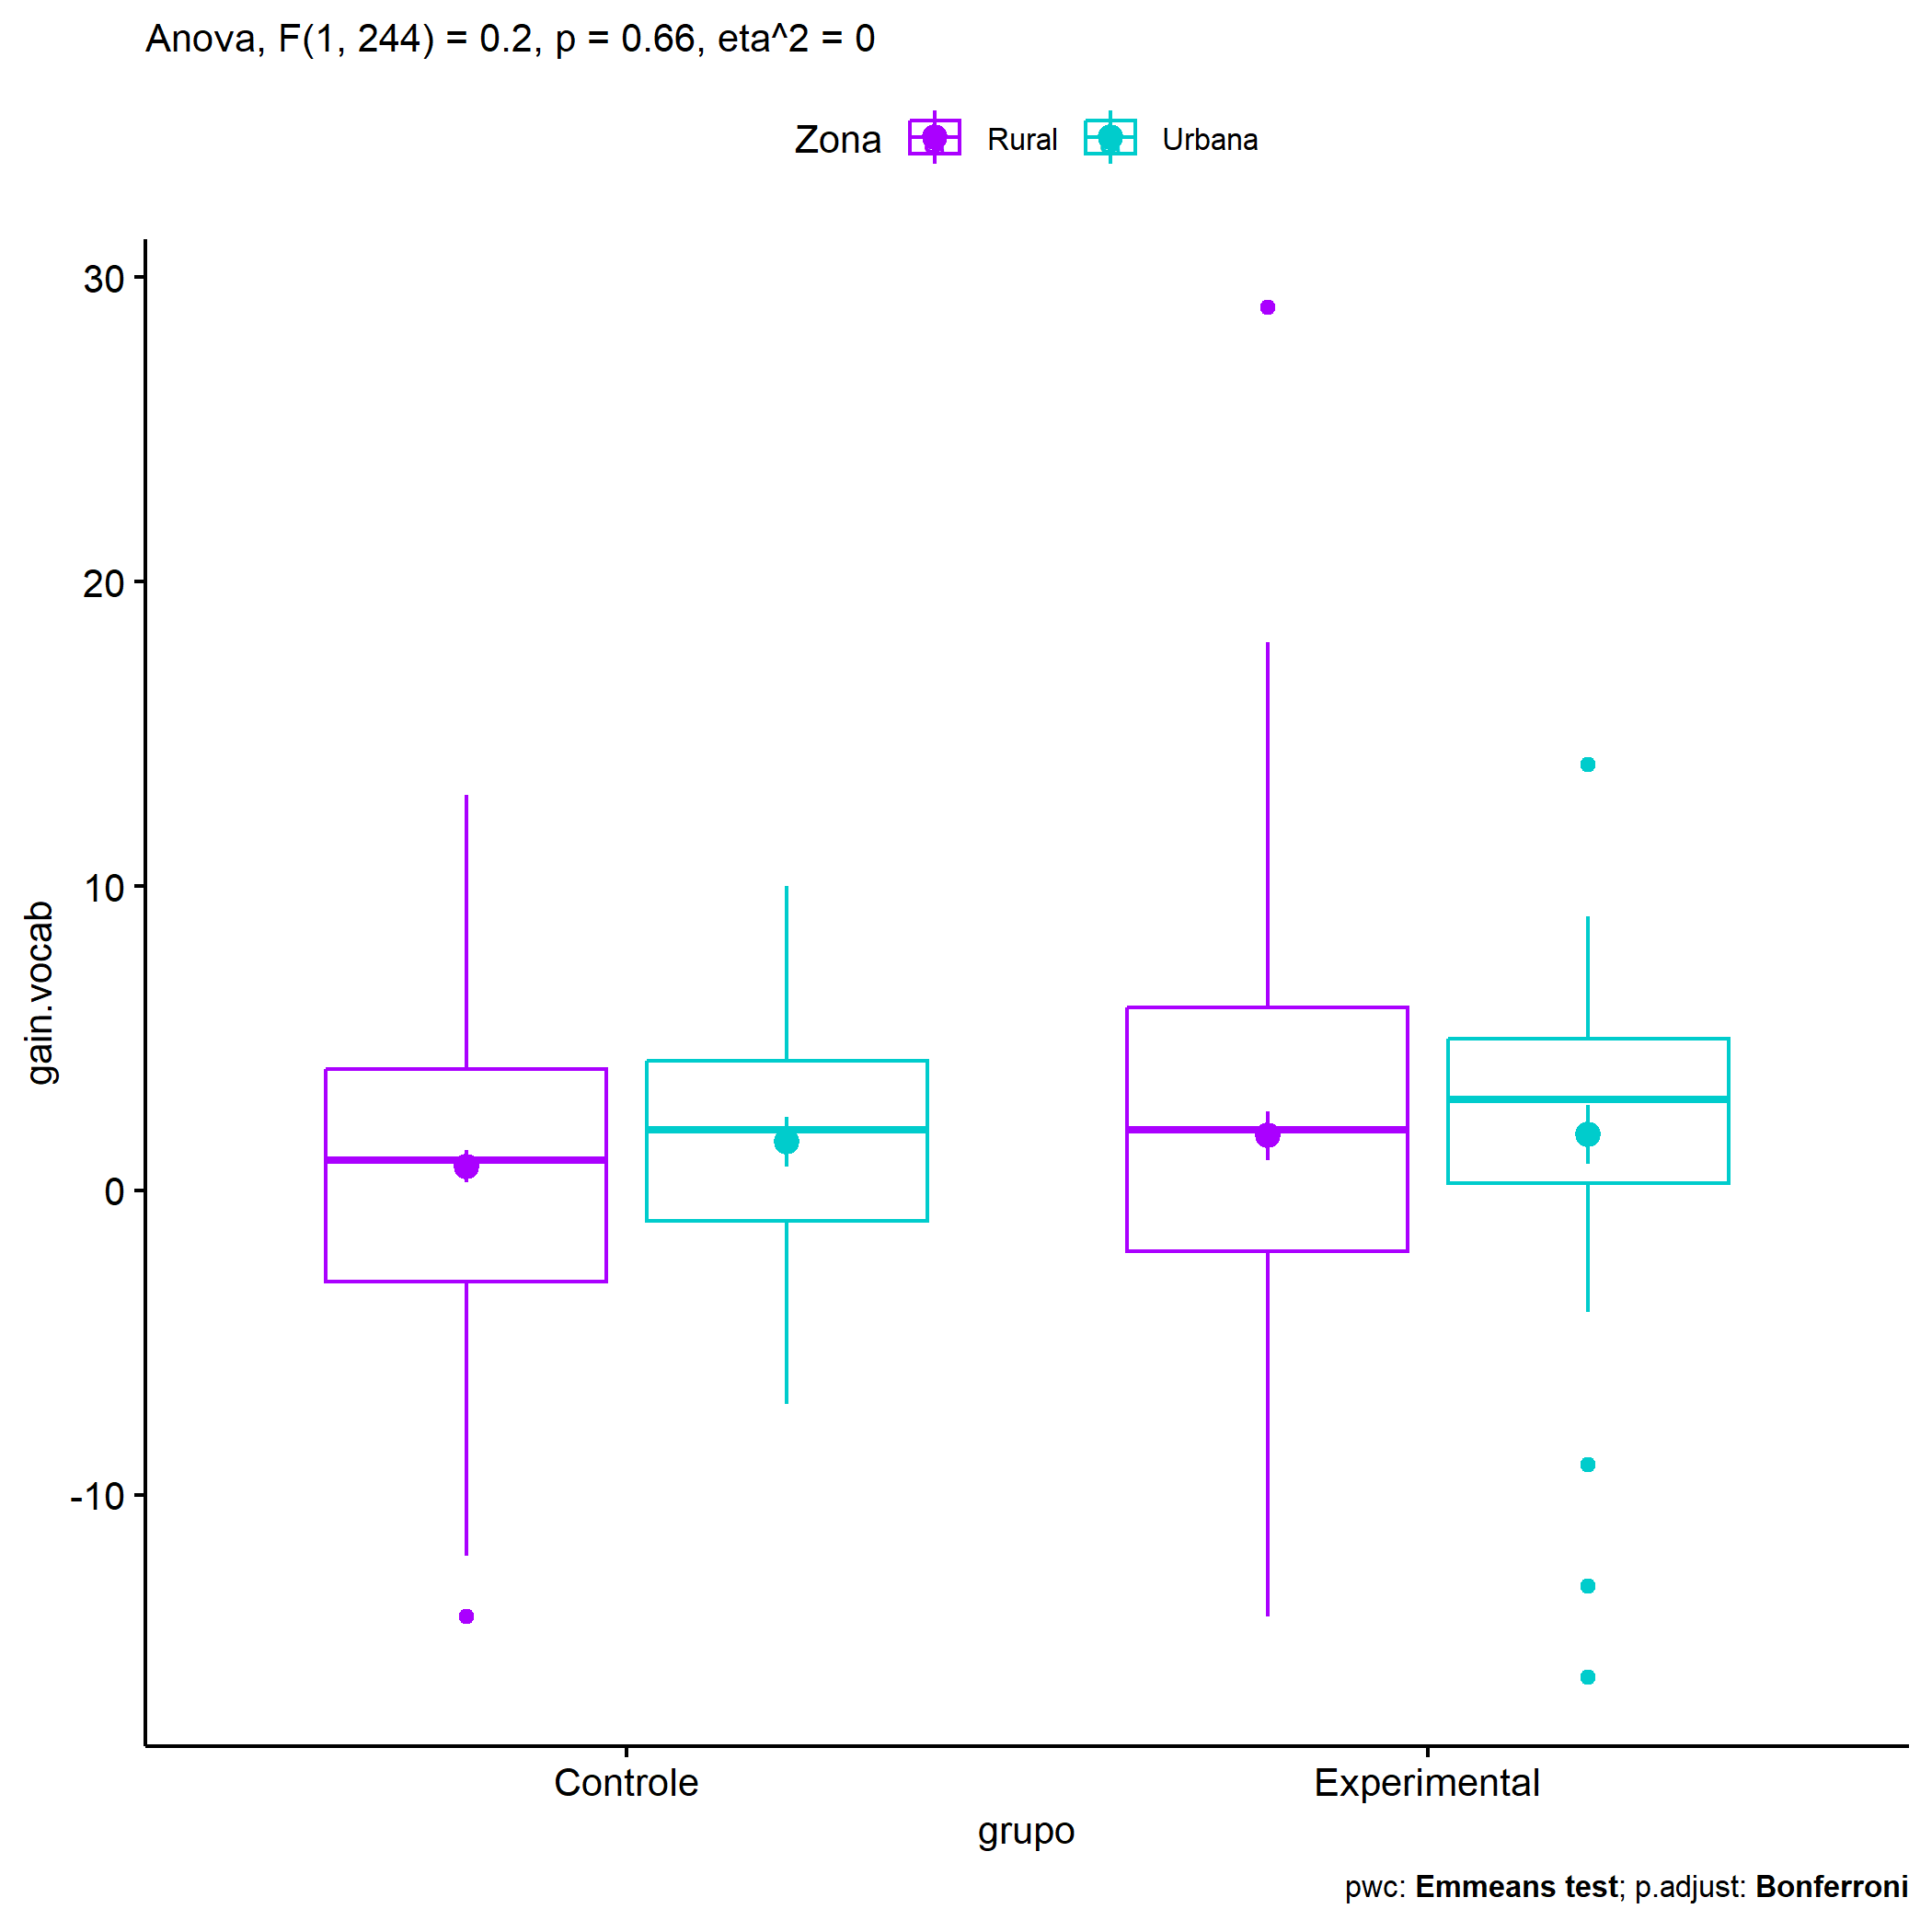 Anova, F(1, 244) = 0.2, p = 0.66, eta^2 = 0
Zona Rural Urbana
30
20
10
0
-10
gain.vocab
Controle Experimental
grupo
pwc: Emmeans test; p.adjust: Bonferroni